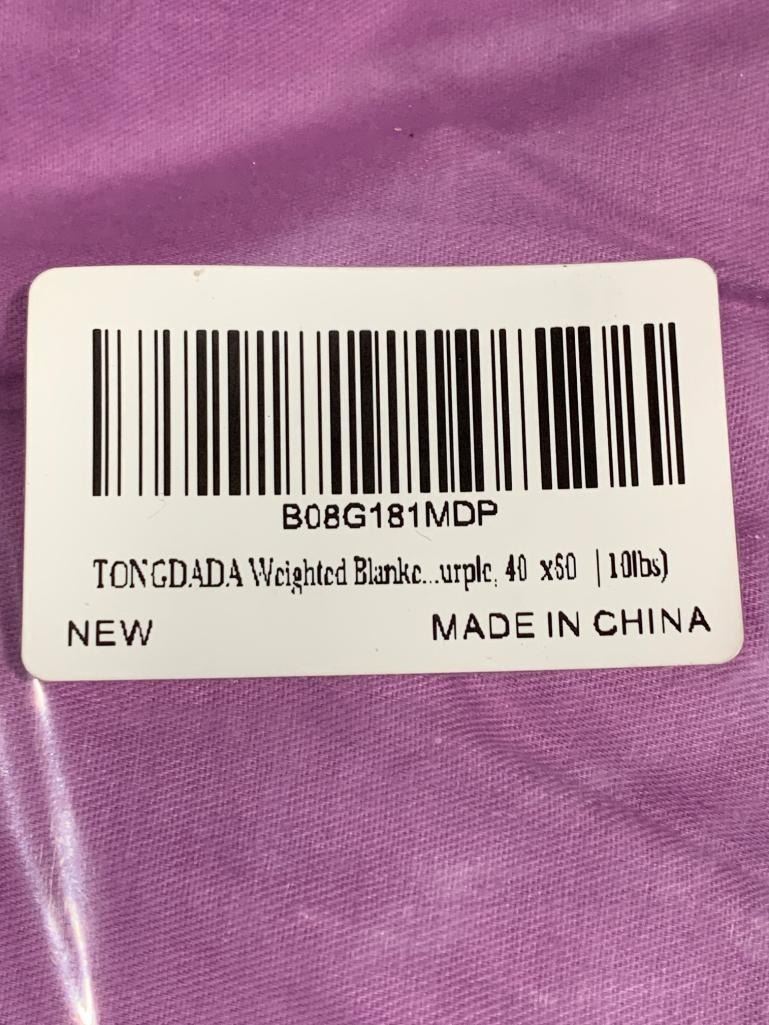 B08G181MDP
TONGDADA Weighted Blanke...urple, 40 x60 |10lbs)
NEW
MADE IN CHINA